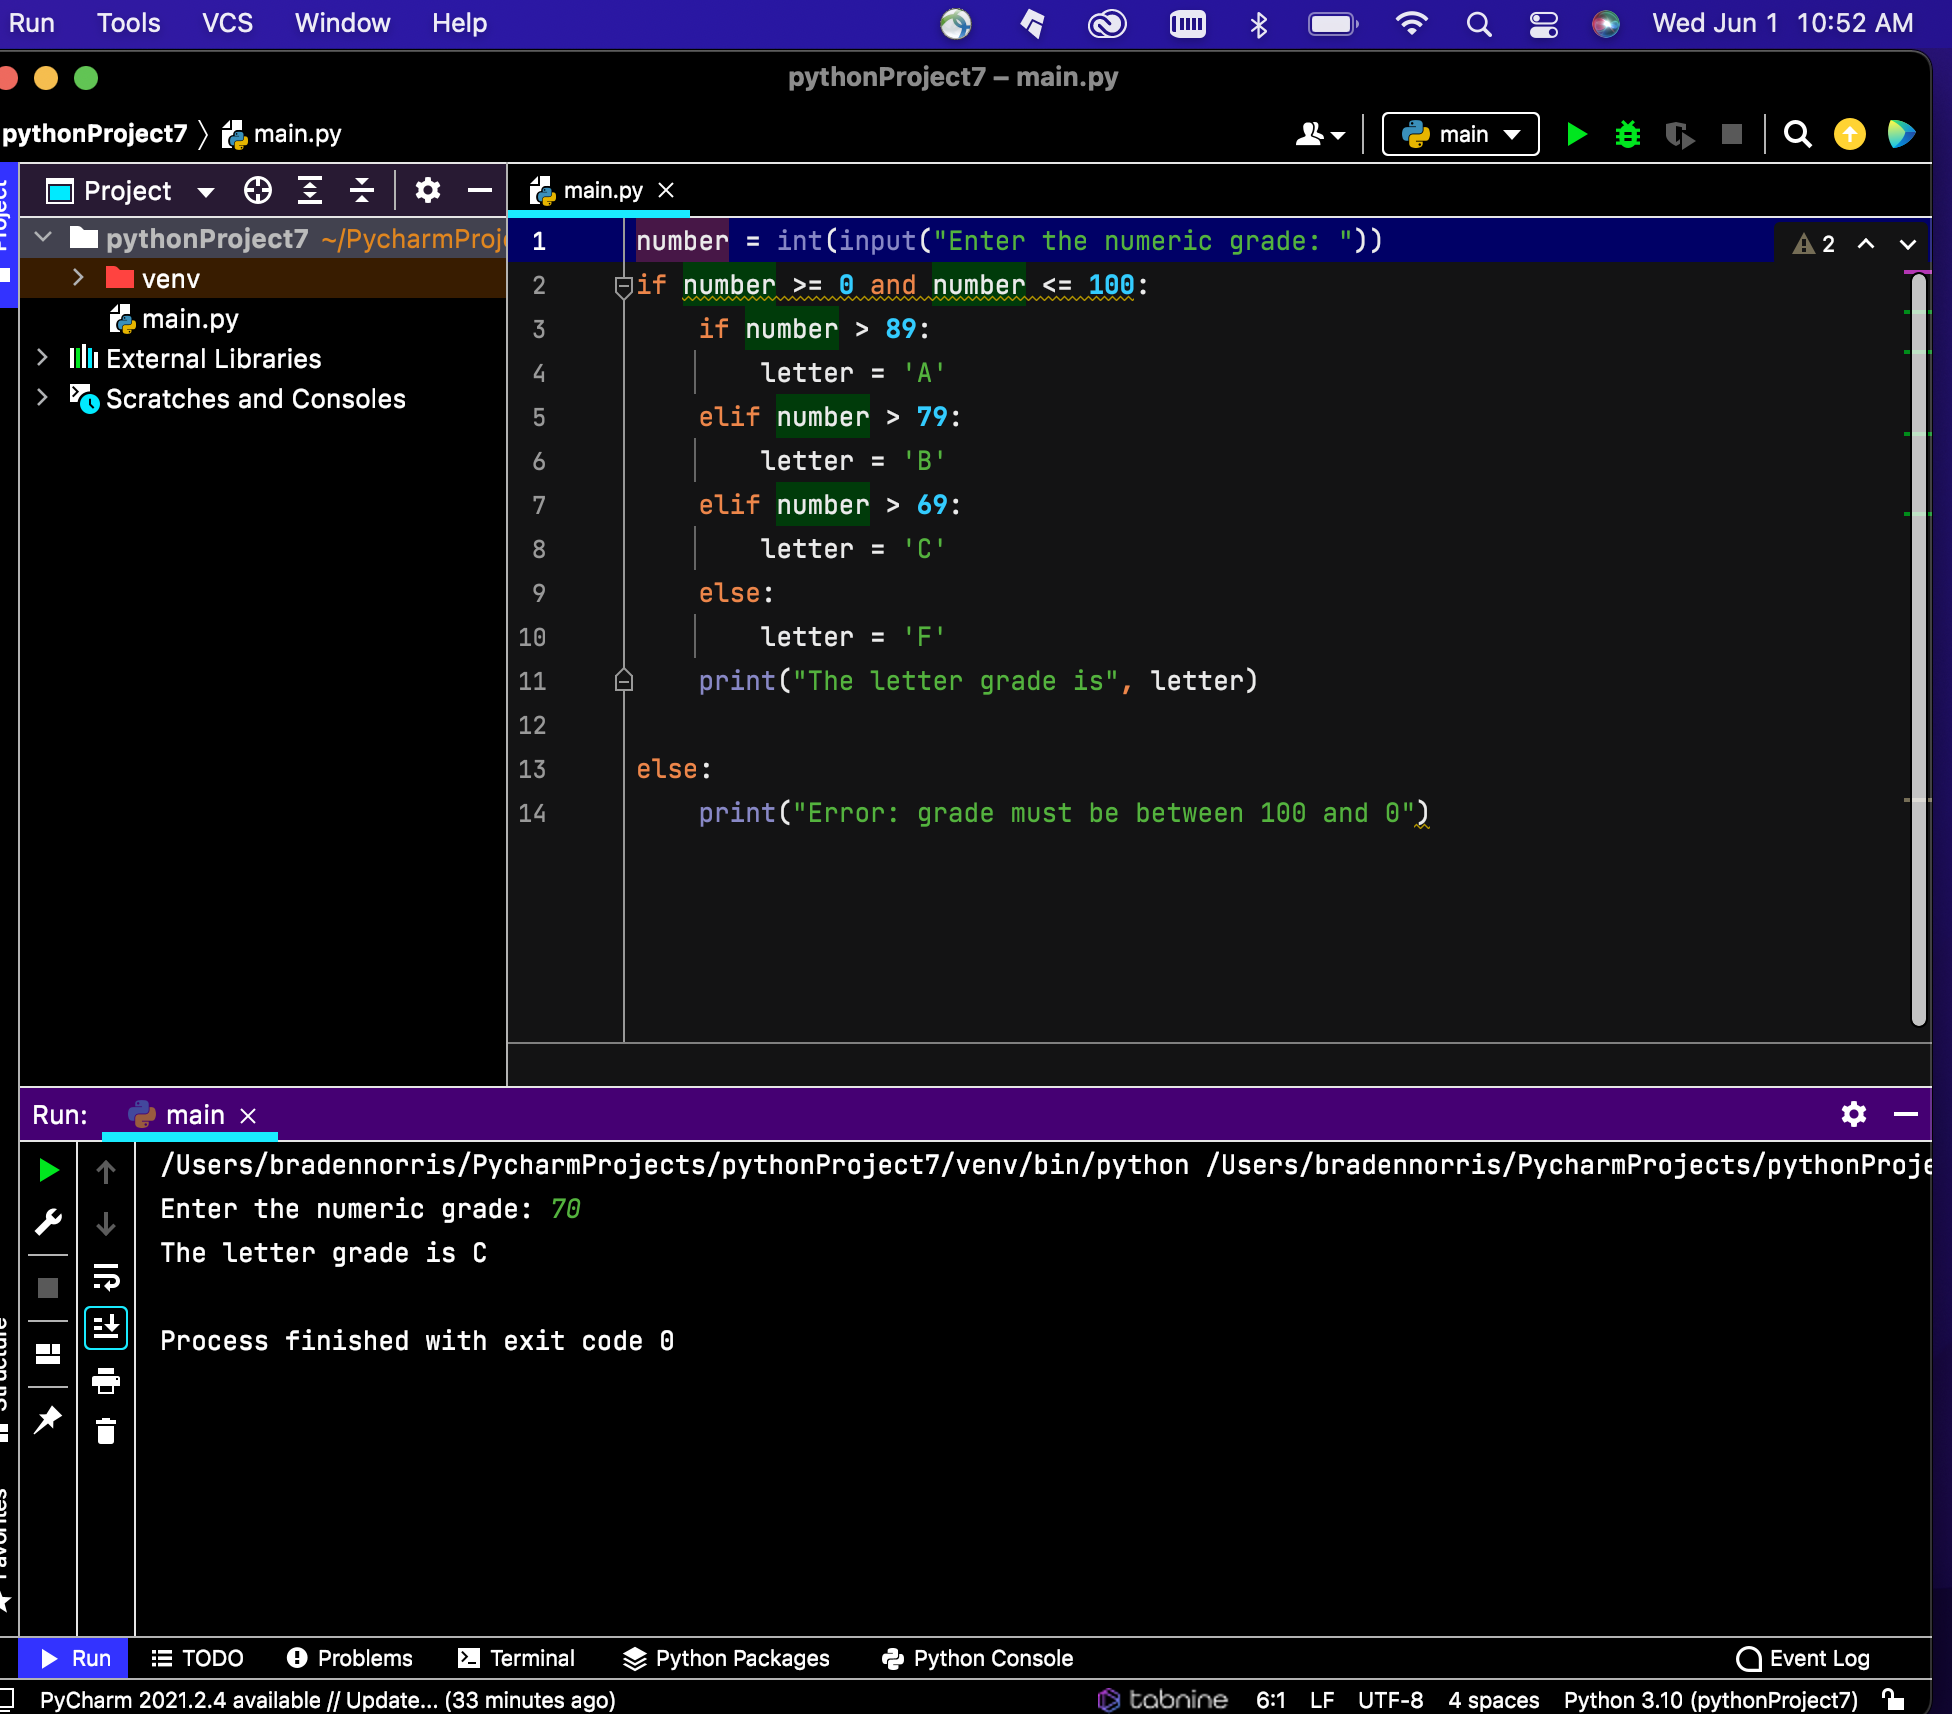 Run Tools VCS Window Help Wed Jun 1 10:52 AM
pythonProject7 – main.py
pythonProject7 main.py main
Project main.py
pythonProject7 ~/PycharmProj
venv
main.py
External Libraries
Scratches and Consoles
2
1 number = int(input("Enter the numeric grade: "))
2 if number >= 0 and number <= 100:
3 if number > 89:
4 letter = 'A'
5 elif number > 79:
6 letter = 'B'
7 elif number > 69:
8 letter = 'C'
9 else:
10 letter = 'F'
11 print("The letter grade is", letter)
12
13 else:
14 print("Error: grade must be between 100 and 0")
Run: main
/Users/bradennorris/PycharmProjects/pythonProject7/venv/bin/python /Users/bradennorris/PycharmProjects/pythonProje
Enter the numeric grade: 70
The letter grade is C
Process finished with exit code 0
Project
Structure
Favorites
Run TODO Problems Terminal Python Packages Python Console Event Log
PyCharm 2021.2.4 available // Update... (33 minutes ago) tabnine 6:1 LF UTF-8 4 spaces Python 3.10 (pythonProject7)